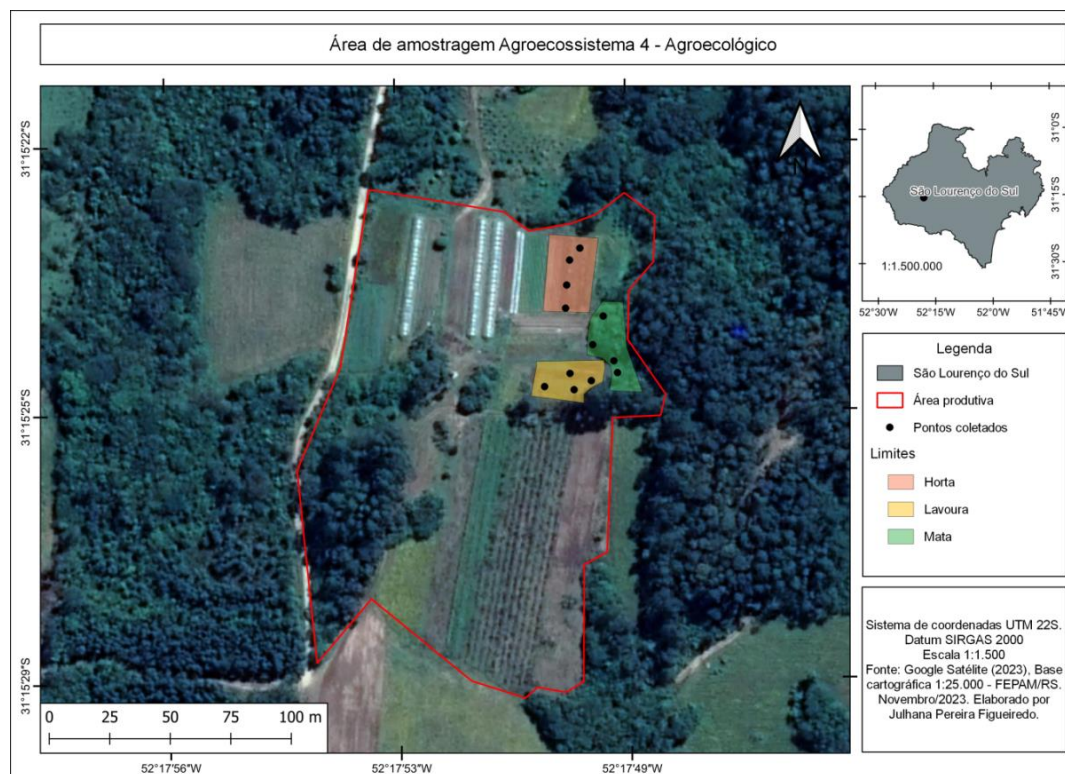 Área de amostragem Agroecossistema 4 - Agroecológico
31°15'22"S
31°15'25"S
31°15'29"S
0 25 50 75 100 m
52°17'56"W 52°17'53"W 52°17'49"W
São Lourenço do Sul
1:1.500.000
31°0'S
31°15'S
31°30'S
52°30'W 52°15'W 52°0'W 51°45'W
Legenda
São Lourenço do Sul
Área produtiva
Pontos coletados
Limites
Horta
Lavoura
Mata
Sistema de coordenadas UTM 22S.
Datum SIRGAS 2000
Escala 1:1.500
Fonte: Google Satélite (2023), Base
cartográfica 1:25.000 - FEPAM/RS.
Novembro/2023. Elaborado por
Julhana Pereira Figueiredo.